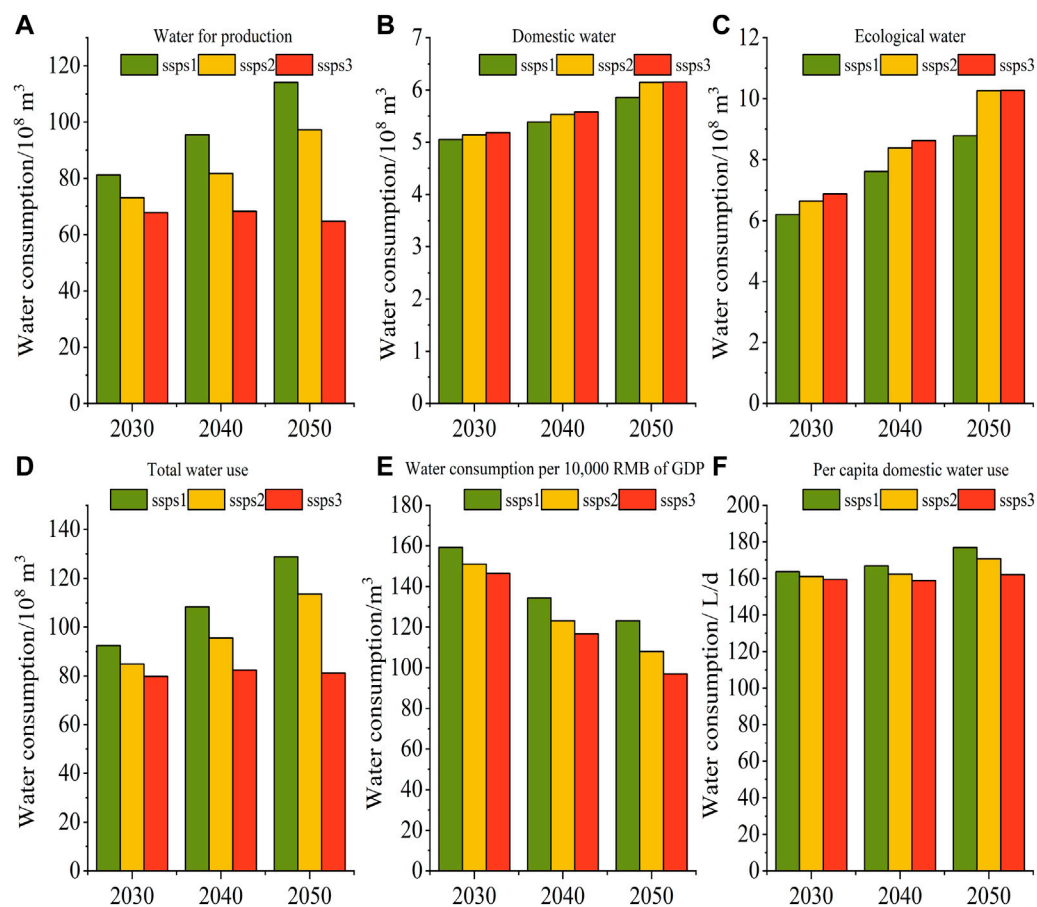 A
Water for production
ssps1 ssps2 ssps3
Water consumption/10⁸ m³
120
100
80
60
40
20
0
2030 2040 2050
B
Domestic water
ssps1 ssps2 ssps3
Water consumption/10⁸ m³
8
7
6
5
4
3
2
1
0
2030 2040 2050
C
Ecological water
ssps1 ssps2 ssps3
Water consumption/10⁸ m³
12
10
8
6
4
2
0
2030 2040 2050
D
Total water use
ssps1 ssps2 ssps3
Water consumption/10⁸ m³
140
120
100
80
60
40
20
0
2030 2040 2050
E
Water consumption per 10,000 RMB of GDP
ssps1 ssps2 ssps3
Water consumption/m³
180
160
140
120
100
80
60
40
20
0
2030 2040 2050
F
Per capita domestic water use
ssps1 ssps2 ssps3
Water consumption/ L/d
200
180
160
140
120
100
80
60
40
20
0
2030 2040 2050